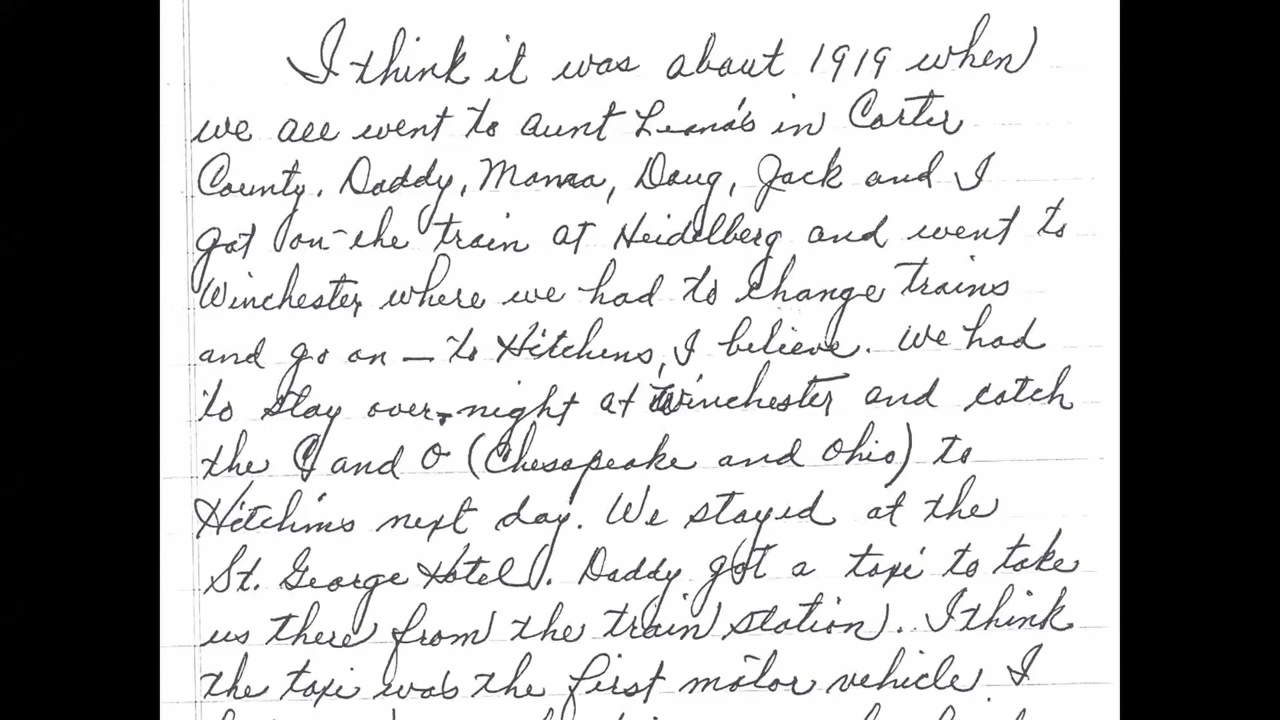 I think it was about 1919 when
we all went to aunt Leana's in Carter
County. Daddy, Mama, Doug, Jack and I
got on the train at Heidelberg and went to
Winchester where we had to change trains
and go on — to Hitchens, I believe. We had
to stay over-night at Winchester and catch
the C and O (Chesapeake and Ohio) to
Hitchins next day. We stayed at the
St. George Hotel. Daddy got a taxi to take
us there from the train station. I think
the taxi was the first motor vehicle I